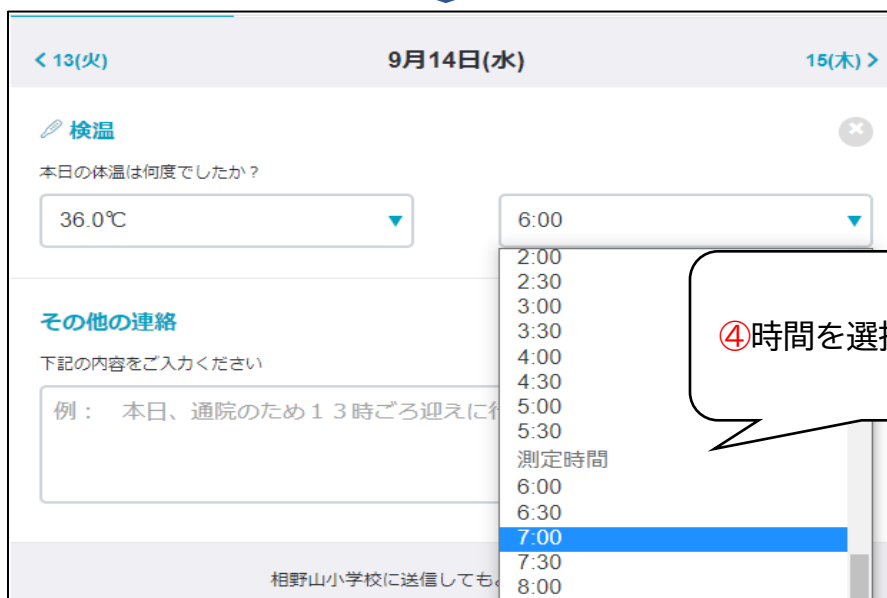 < 13(火)
9月14日(水)
15(木) >
検温
本日の体温は何度でしたか？
36.0℃
6:00
2:00
2:30
3:00
3:30
4:00
4:30
5:00
5:30
測定時間
6:00
6:30
7:00
7:30
8:00
④時間を選
その他の連絡
下記の内容をご入力ください
例： 本日、通院のため１３時ごろ迎えに
相野山小学校に送信しても